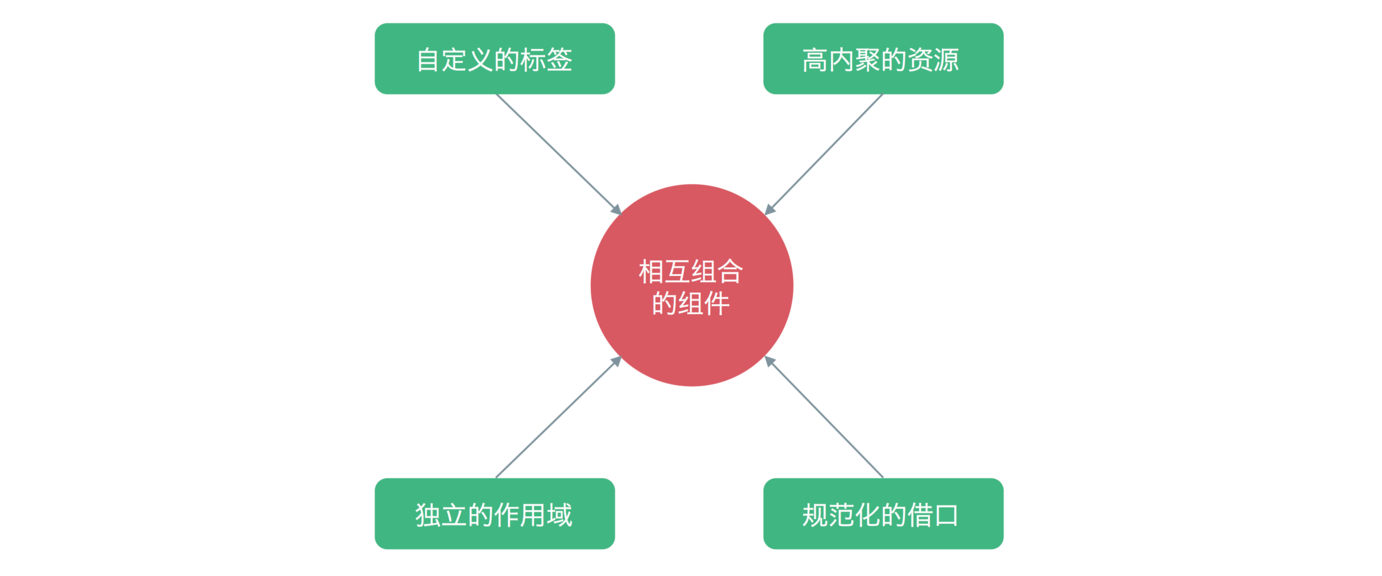 自定义的标签
高内聚的资源
相互组合
的组件
独立的作用域
规范化的借口